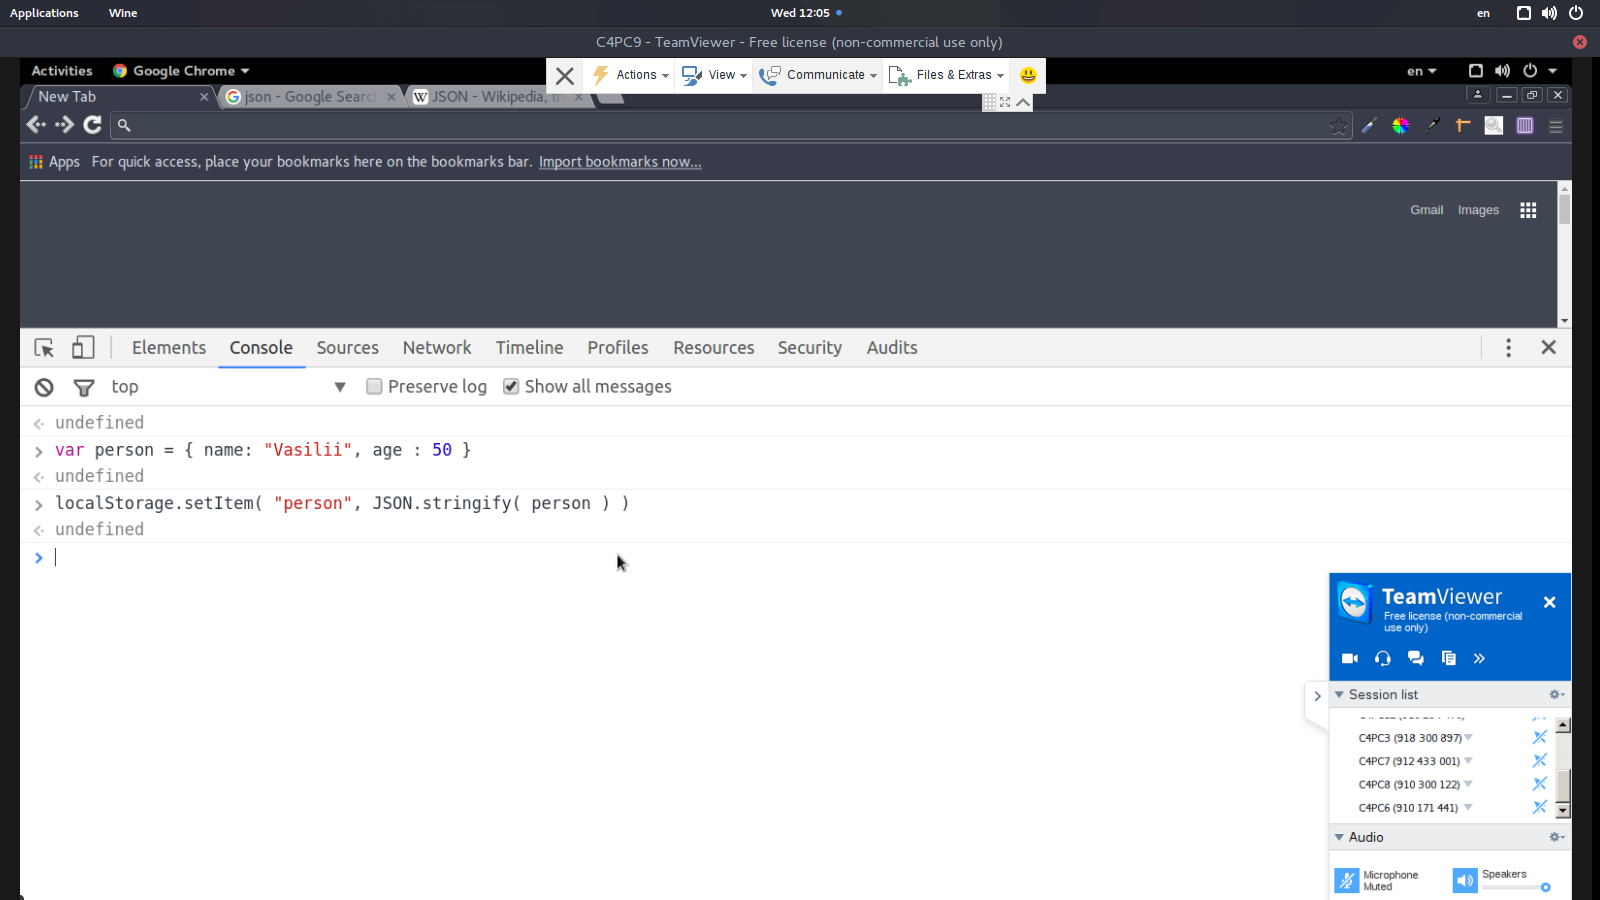 Applications Wine Wed 12:05 en
C4PC9 - TeamViewer - Free license (non-commercial use only)
Activities Google Chrome en
Actions View Communicate Files & Extras
New Tab json - Google Searc JSON - Wikipedia, th
Apps For quick access, place your bookmarks here on the bookmarks bar. Import bookmarks now...
Gmail Images
Elements Console Sources Network Timeline Profiles Resources Security Audits
top Preserve log Show all messages
undefined
var person = { name: "Vasilii", age : 50 }
undefined
localStorage.setItem( "person", JSON.stringify( person ) )
undefined
TeamViewer
Free license (non-commercial
use only)
Session list
C4PC3 (918 300 897)
C4PC7 (912 433 001)
C4PC8 (910 300 122)
C4PC6 (910 171 441)
Audio
Microphone
Muted
Speakers